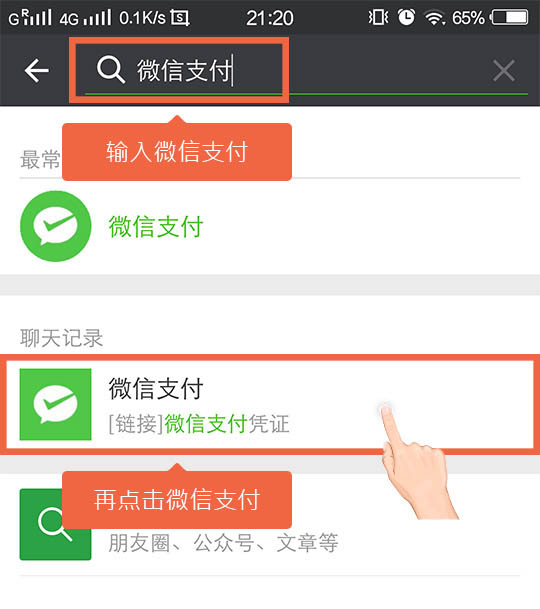 G R 4G 0.1K/s S 21:20 65%
微信支付
输入微信支付
最常
微信支付
聊天记录
微信支付
[链接]微信支付凭证
再点击微信支付
朋友圈、公众号、文章等